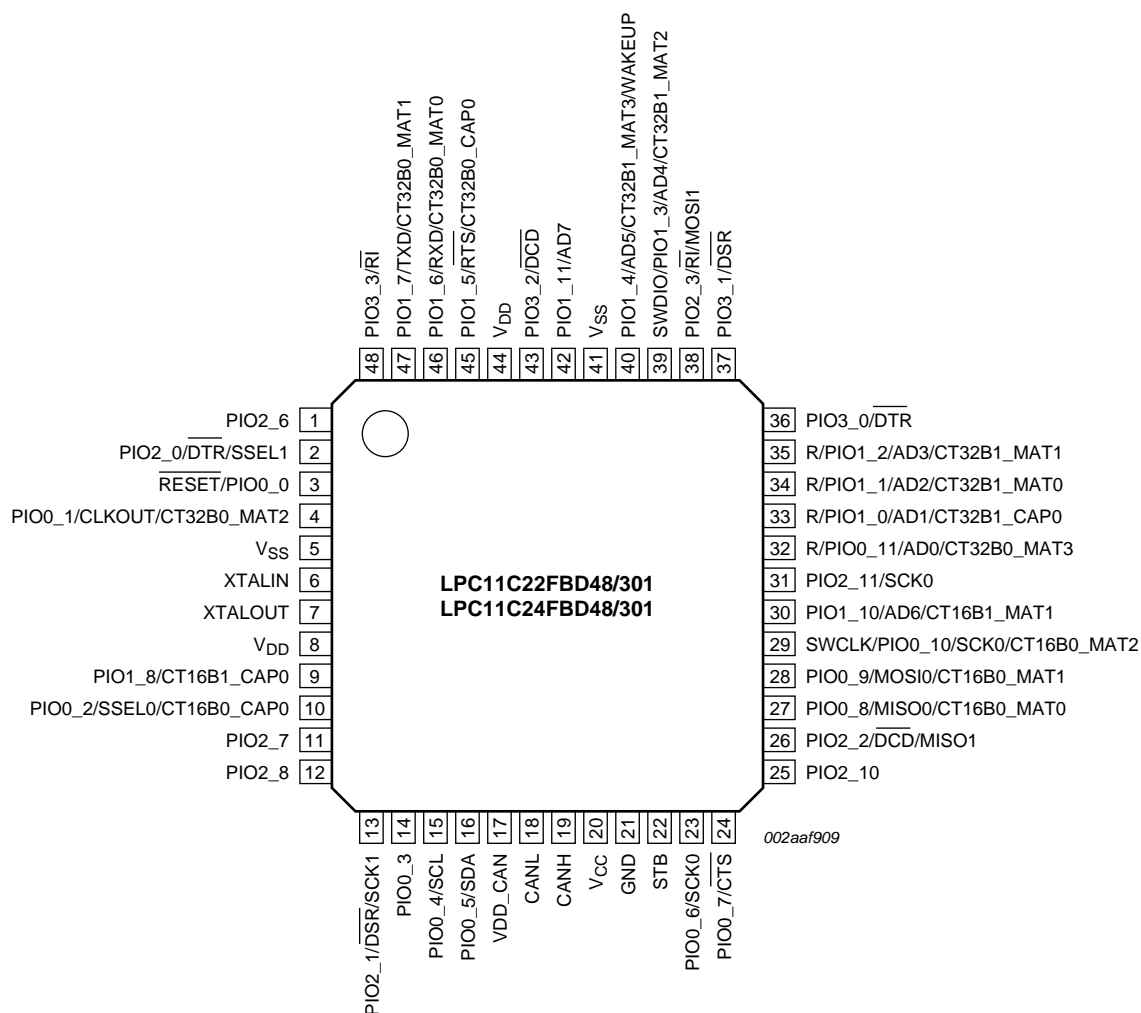 PIO3_3/RI
PIO1_7/TXD/CT32B0_MAT1
PIO1_6/RXD/CT32B0_MAT0
PIO1_5/RTS/CT32B0_CAP0
VDD
PIO3_2/DCD
PIO1_11/AD7
VSS
PIO1_4/AD5/CT32B1_MAT3/WAKEUP
SWDIO/PIO1_3/AD4/CT32B1_MAT2
PIO2_3/RI/MOSI1
PIO3_1/DSR
48
47
46
45
44
43
42
41
40
39
38
37
PIO2_6 1
PIO2_0/DTR/SSEL1 2
RESET/PIO0_0 3
PIO0_1/CLKOUT/CT32B0_MAT2 4
VSS 5
XTALIN 6
XTALOUT 7
VDD 8
PIO1_8/CT16B1_CAP0 9
PIO0_2/SSEL0/CT16B0_CAP0 10
PIO2_7 11
PIO2_8 12
LPC11C22FBD48/301
LPC11C24FBD48/301
36 PIO3_0/DTR
35 R/PIO1_2/AD3/CT32B1_MAT1
34 R/PIO1_1/AD2/CT32B1_MAT0
33 R/PIO1_0/AD1/CT32B1_CAP0
32 R/PIO0_11/AD0/CT32B0_MAT3
31 PIO2_11/SCK0
30 PIO1_10/AD6/CT16B1_MAT1
29 SWCLK/PIO0_10/SCK0/CT16B0_MAT2
28 PIO0_9/MOSI0/CT16B0_MAT1
27 PIO0_8/MISO0/CT16B0_MAT0
26 PIO2_2/DCD/MISO1
25 PIO2_10
13
14
15
16
17
18
19
20
21
22
23
24
PIO2_1/DSR/SCK1
PIO0_3
PIO0_4/SCL
PIO0_5/SDA
VDD_CAN
CANL
CANH
VCC
GND
STB
PIO0_6/SCK0
PIO0_7/CTS
002aaf909